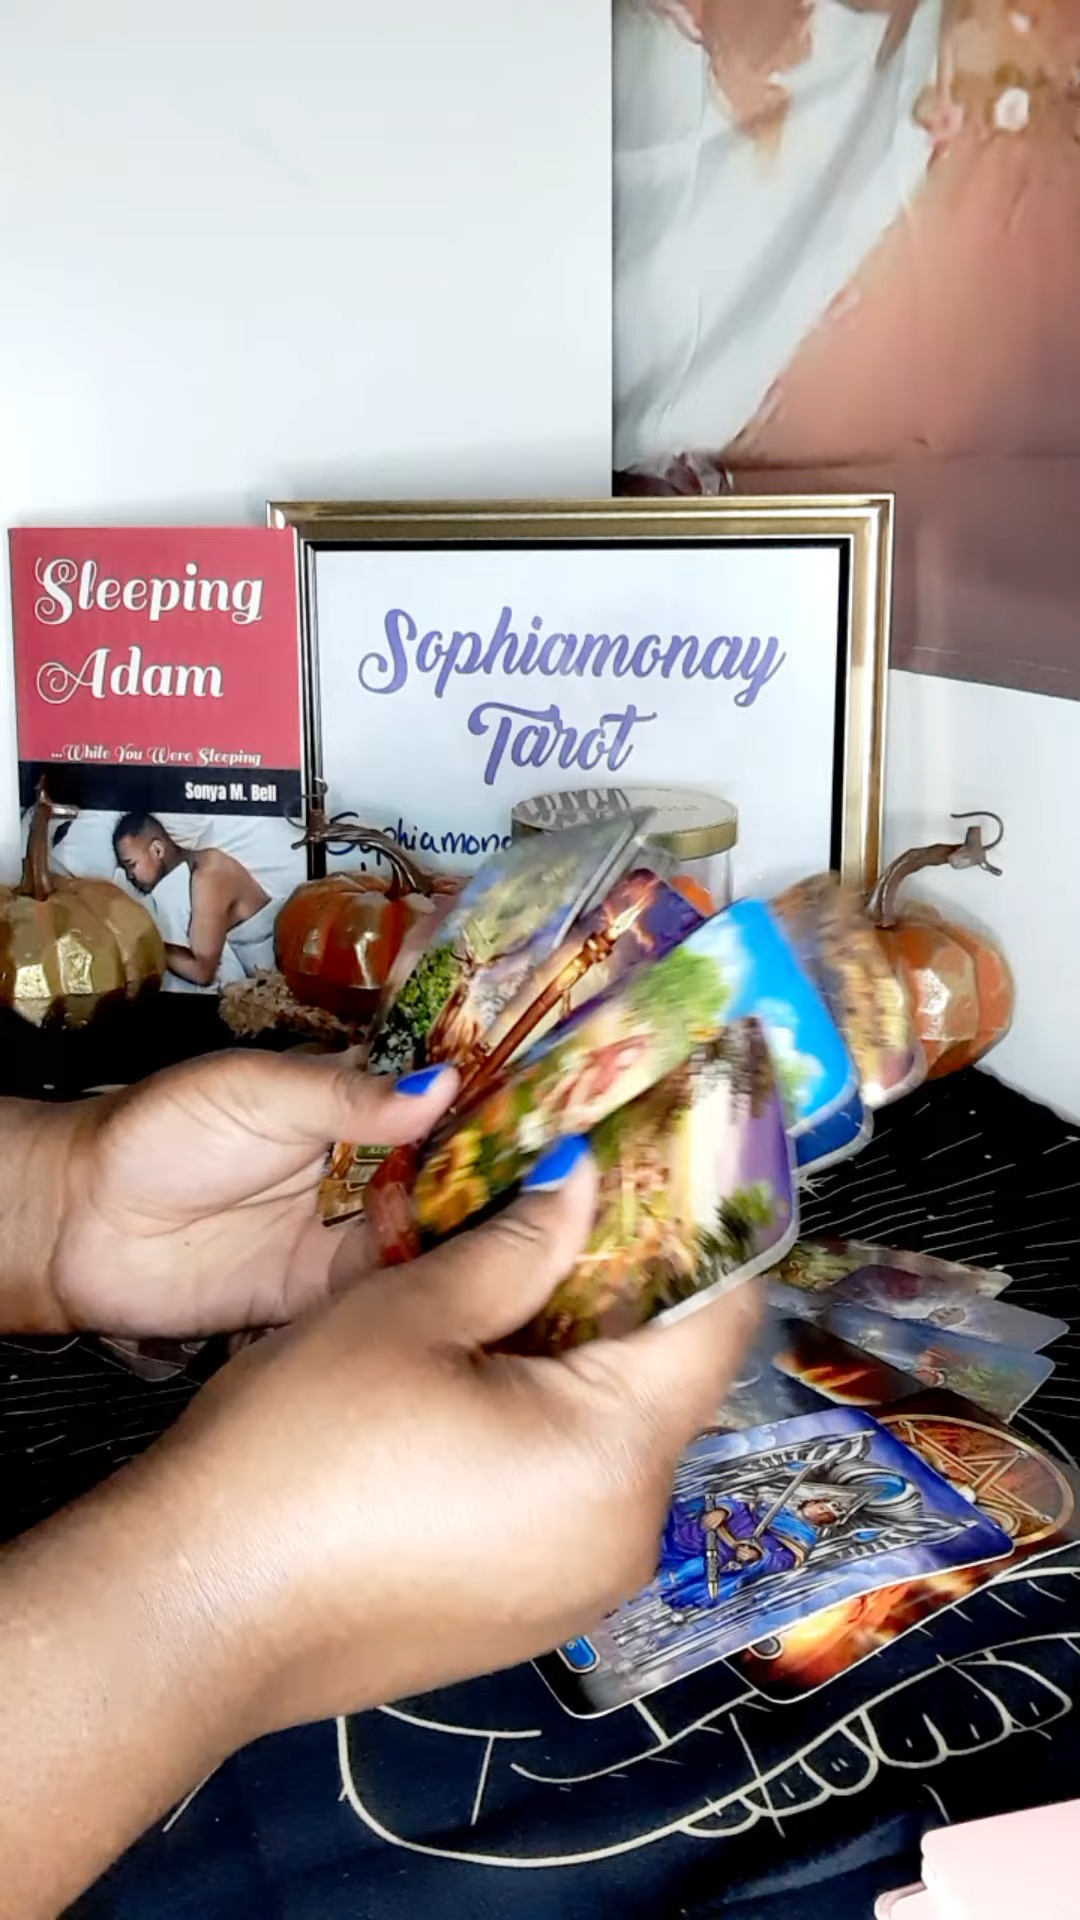 Sleeping
Adam
...While You Were Sleeping
Sonya M. Bell
Sophiamonay
Tarot